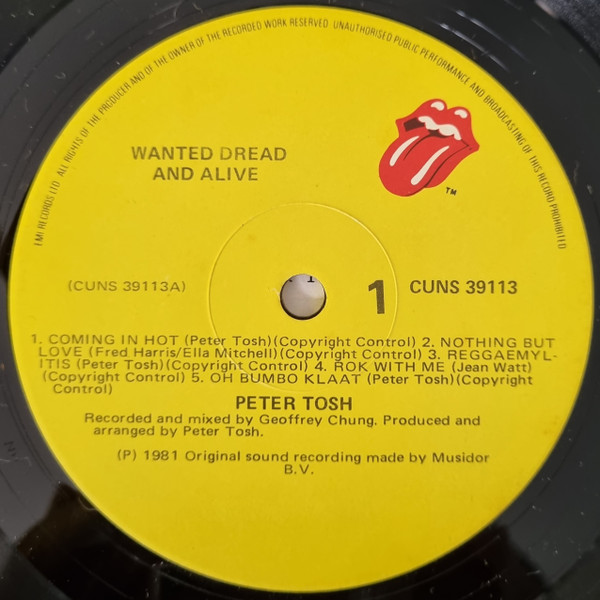 EMI RECORDS LTD ALL RIGHTS OF THE PRODUCER AND OF THE OWNER OF THE RECORDED WORK RESERVED UNAUTHORISED PUBLIC PERFORMANCE AND BROADCASTING OF THIS RECORD PROHIBITED
WANTED DREAD
AND ALIVE
TM
(CUNS 39113A)
1
CUNS 39113
1. COMING IN HOT (Peter Tosh)(Copyright Control) 2. NOTHING BUT
LOVE (Fred Harris/Ella Mitchell)(Copyright Control) 3. REGGAEMYL-
ITIS (Peter Tosh)(Copyright Control) 4. ROK WITH ME (Jean Watt)
(Copyright Control) 5. OH BUMBO KLAAT (Peter Tosh)(Copyright
Control)
PETER TOSH
Recorded and mixed by Geoffrey Chung. Produced and
arranged by Peter Tosh.
(P) 1981 Original sound recording made by Musidor
B.V.